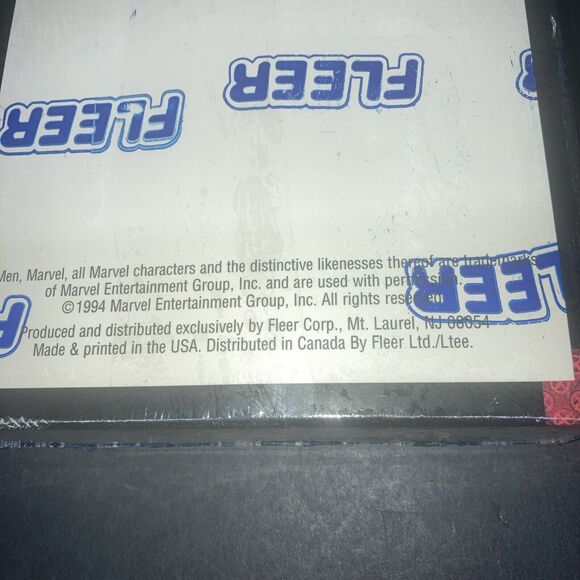 FLEER
FLEER
Men, Marvel, all Marvel characters and the distinctive likenesses thereof are trademarks
of Marvel Entertainment Group, Inc. and are used with permission.
©1994 Marvel Entertainment Group, Inc. All rights reserved.
FLEER
Produced and distributed exclusively by Fleer Corp., Mt. Laurel, NJ 08054
Made & printed in the USA. Distributed in Canada By Fleer Ltd./Ltee.